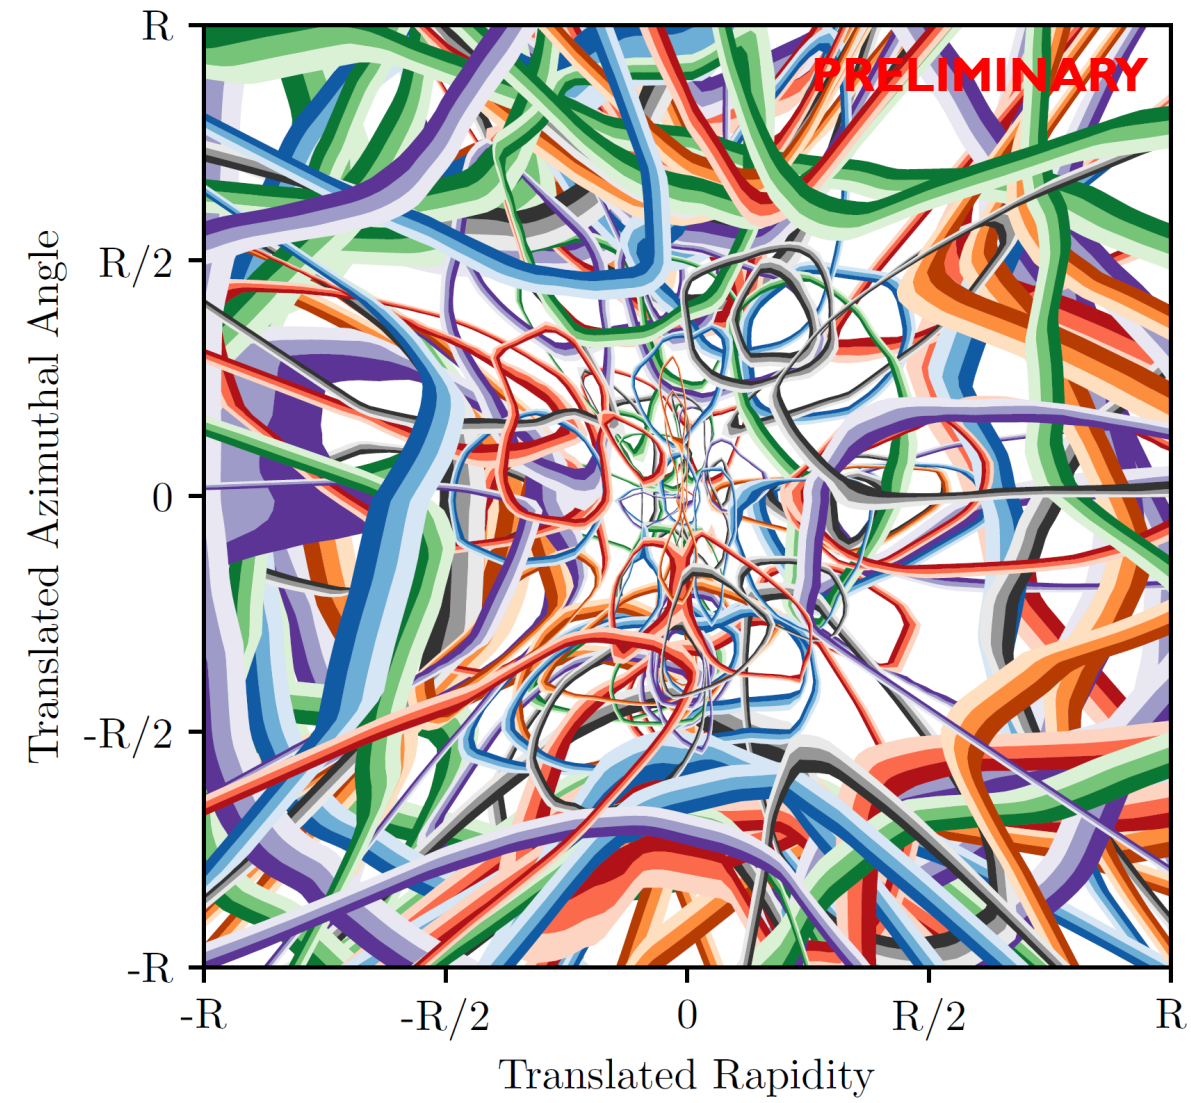 R
PRELIMINARY
R/2
0
-R/2
-R
Translated Azimuthal Angle
-R
-R/2
0
R/2
R
Translated Rapidity